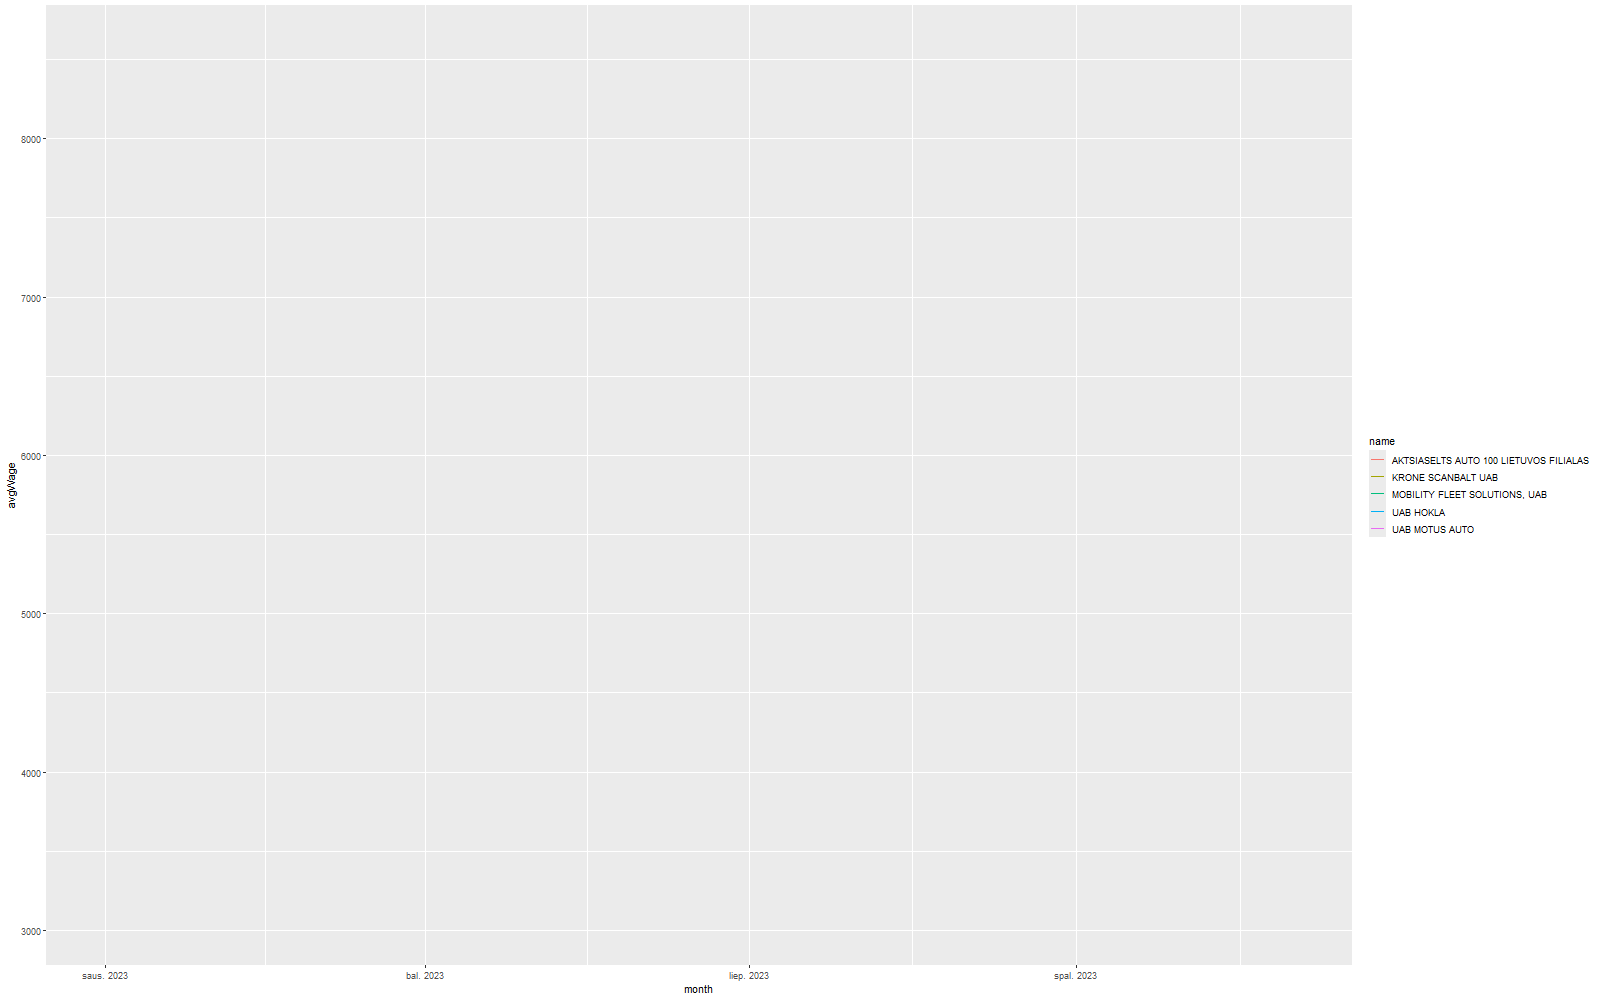 8000
7000
6000
5000
4000
3000
avgWage
saus. 2023
bal. 2023
liep. 2023
spal. 2023
month
name
AKTSIASELTS AUTO 100 LIETUVOS FILIALAS
KRONE SCANBALT UAB
MOBILITY FLEET SOLUTIONS, UAB
UAB HOKLA
UAB MOTUS AUTO